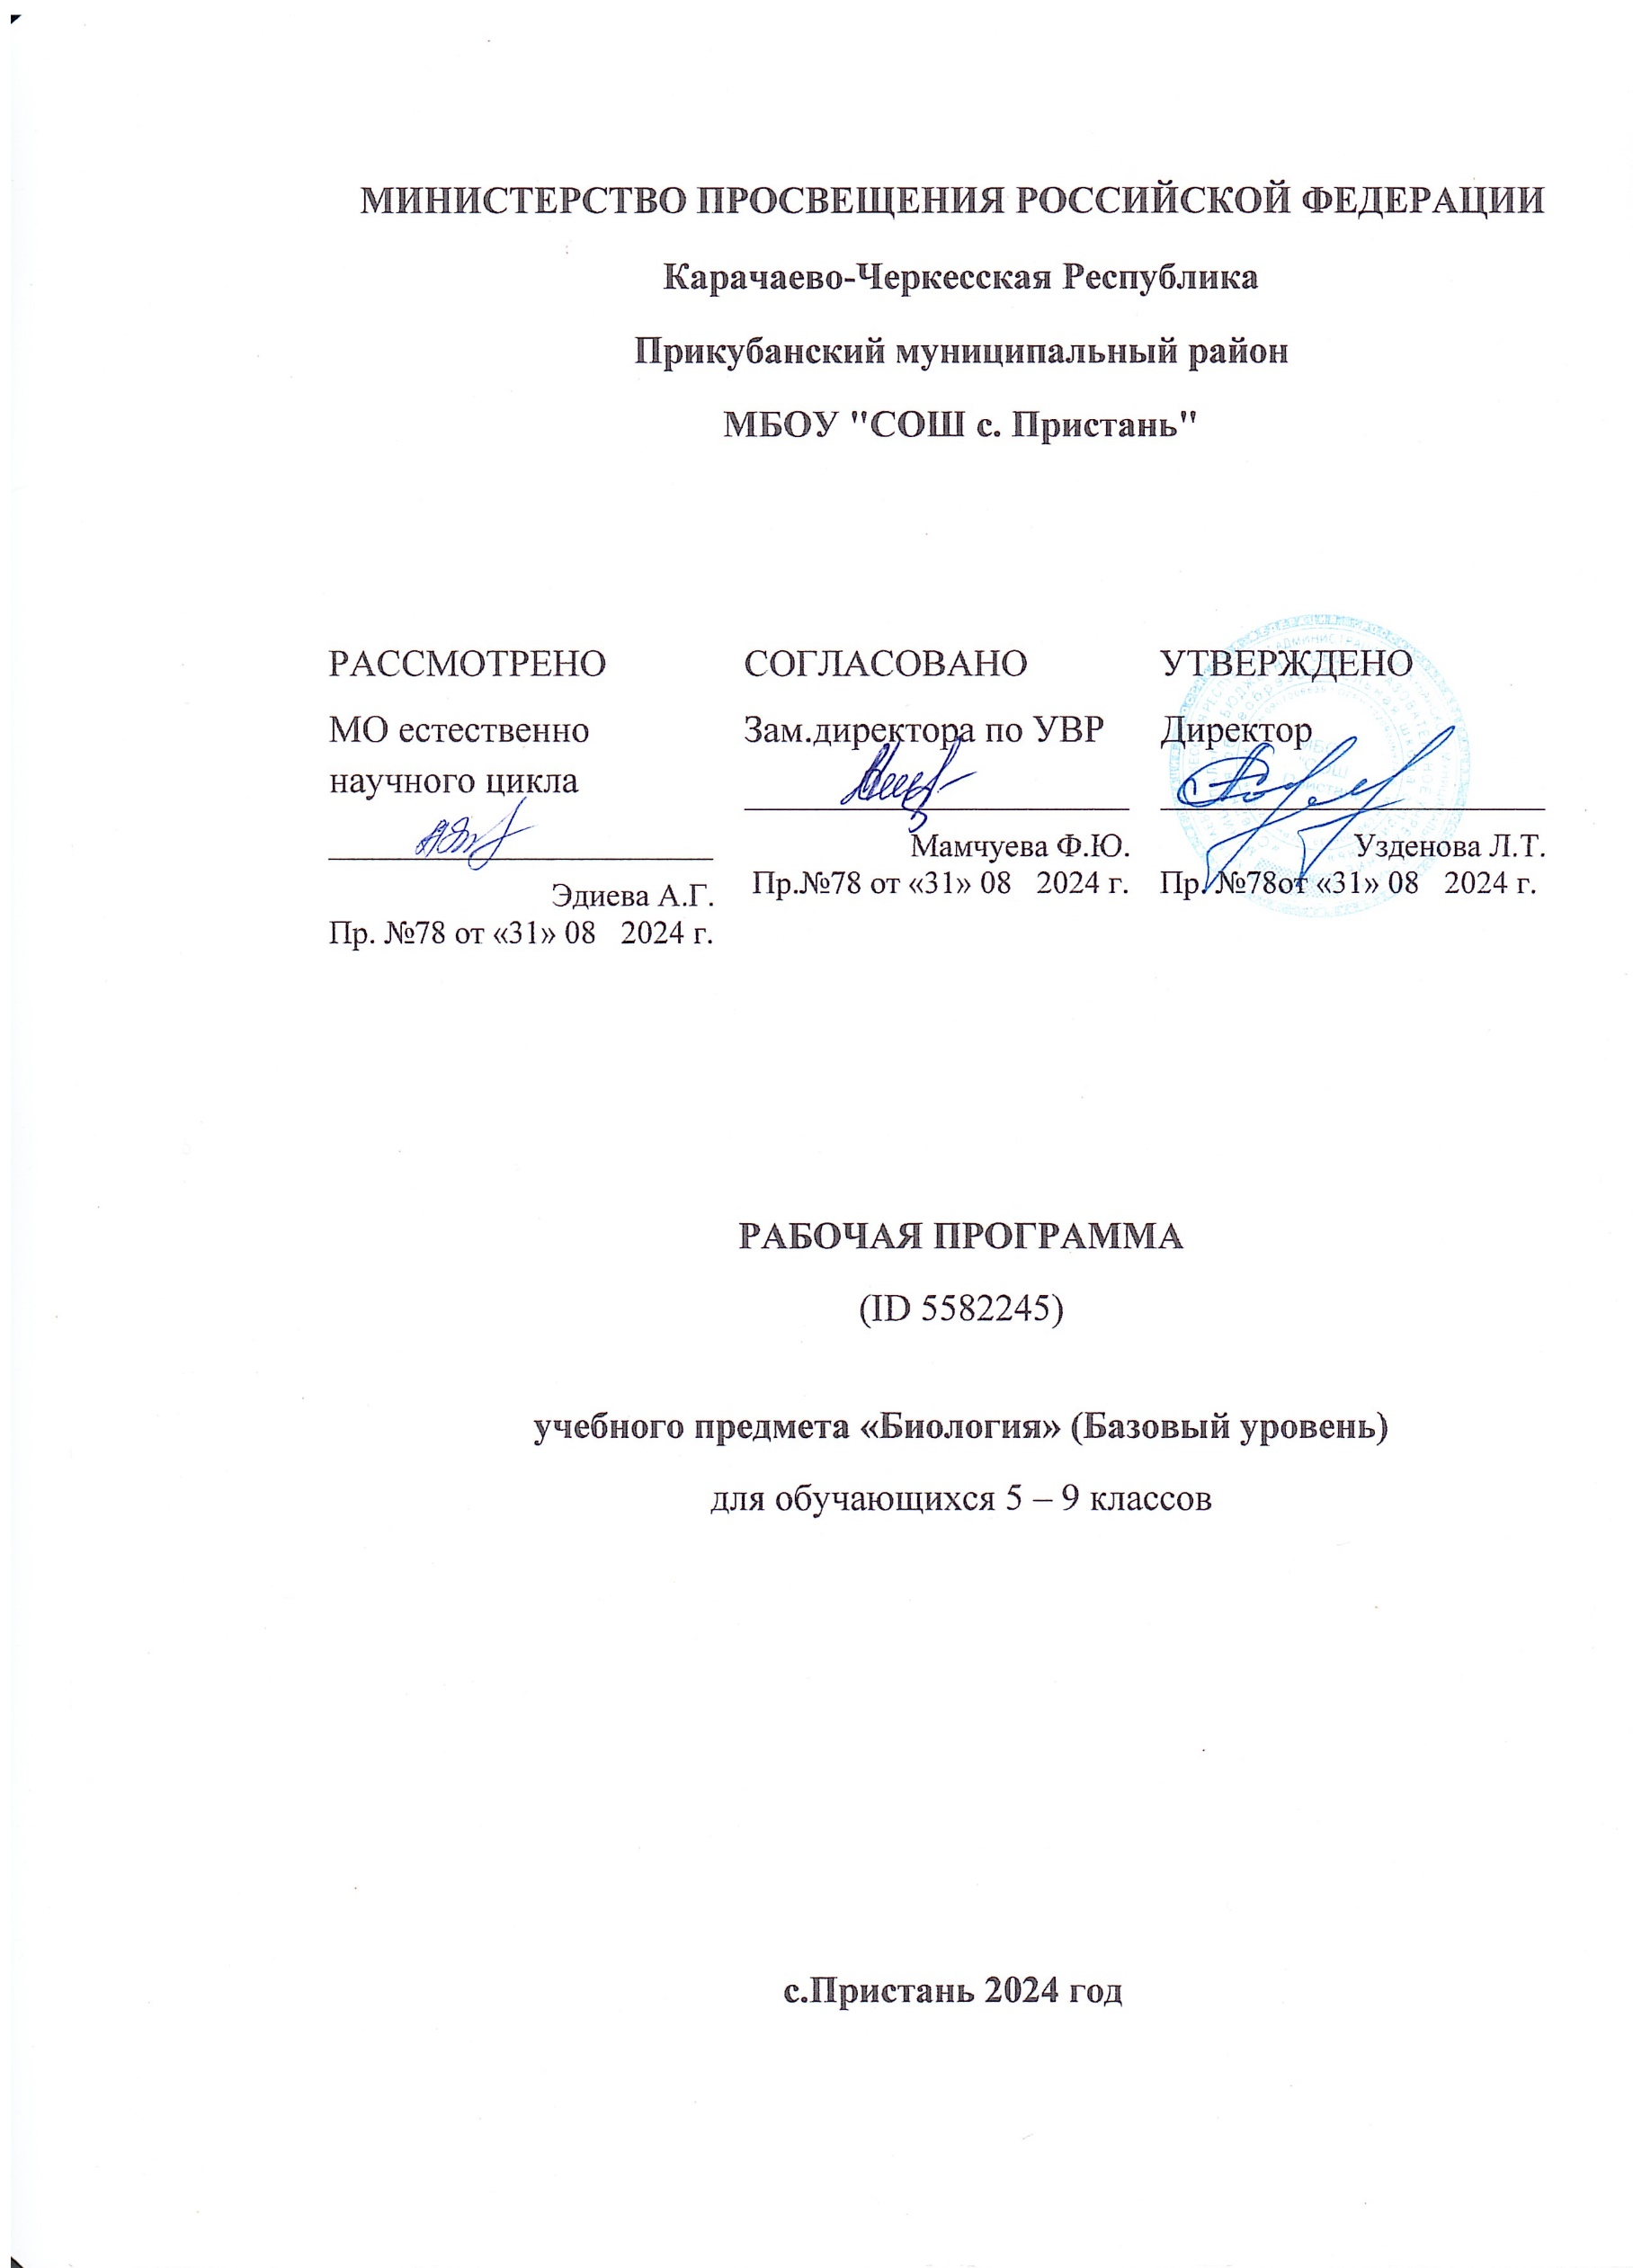 МИНИСТЕРСТВО ПРОСВЕЩЕНИЯ РОССИЙСКОЙ ФЕДЕРАЦИИ
Карачаево-Черкесская Республика
Прикубанский муниципальный район
МБОУ "СОШ с. Пристань"
РАССМОТРЕНО
МО естественно
научного цикла
Эдиева А.Г.
Пр. №78 от «31» 08 2024 г.
СОГЛАСОВАНО
Зам.директора по УВР
Мамчуева Ф.Ю.
Пр.№78 от «31» 08 2024 г.
УТВЕРЖДЕНО
Директор
Узденова Л.Т.
Пр. №78от «31» 08 2024 г.
РАБОЧАЯ ПРОГРАММА
(ID 5582245)
учебного предмета «Биология» (Базовый уровень)
для обучающихся 5 – 9 классов
с.Пристань 2024 год